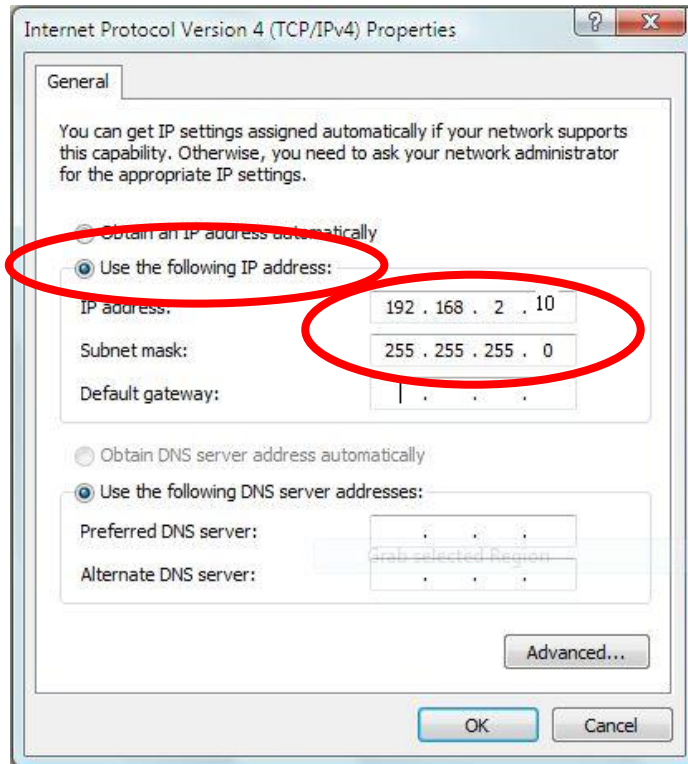 Internet Protocol Version 4 (TCP/IPv4) Properties
? X
General
You can get IP settings assigned automatically if your network supports
this capability. Otherwise, you need to ask your network administrator
for the appropriate IP settings.
Obtain an IP address automatically
Use the following IP address:
IP address: 192 . 168 . 2 . 10
Subnet mask: 255 . 255 . 255 . 0
Default gateway: . . .
Obtain DNS server address automatically
Use the following DNS server addresses:
Preferred DNS server: . . .
Grab selected Region
Alternate DNS server: . . .
Advanced...
OK Cancel